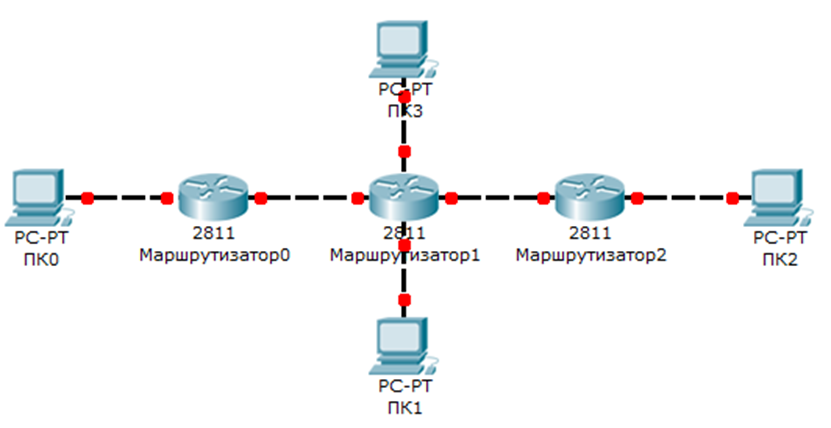 PC-PT
ПК3
PC-PT
ПК0
2811
Маршрутизатор0
2811
Маршрутизатор1
2811
Маршрутизатор2
PC-PT
ПК2
PC-PT
ПК1